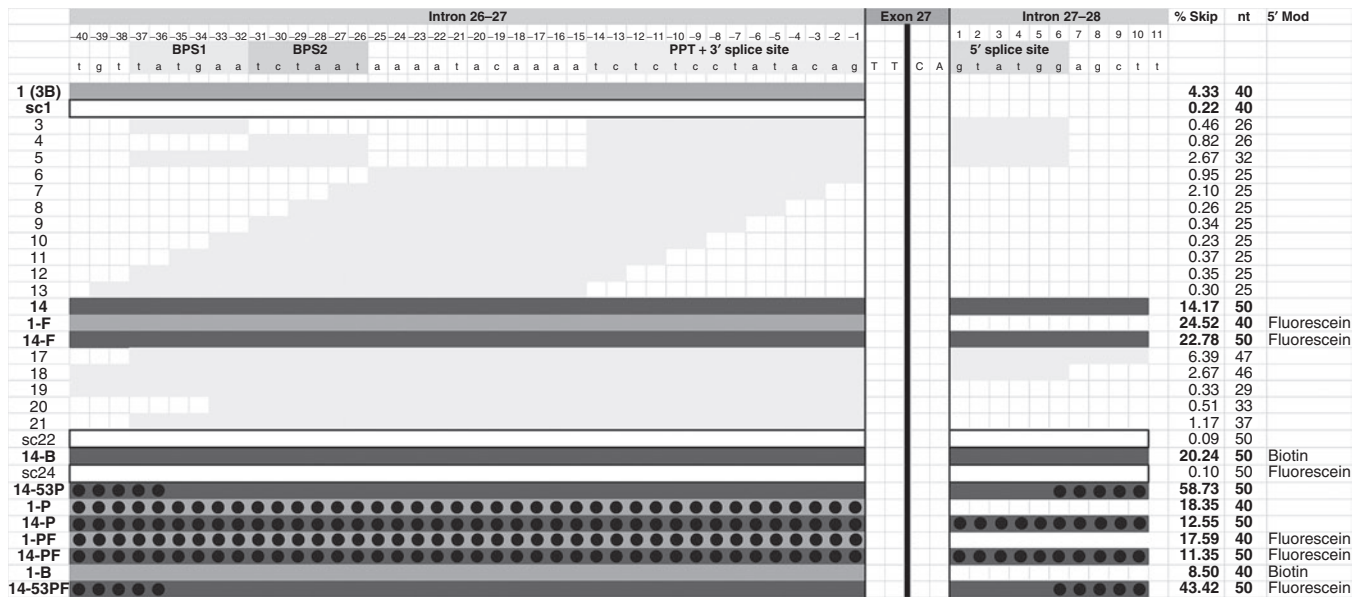 Intron 26–27 Exon 27 Intron 27–28 % Skip nt 5′ Mod
–40 –39 –38 –37 –36 –35 –34 –33 –32 –31 –30 –29 –28 –27 –26 –25 –24 –23 –22 –21 –20 –19 –18 –17 –16 –15 –14 –13 –12 –11 –10 –9 –8 –7 –6 –5 –4 –3 –2 –1 1 2 3 4 5 6 7 8 9 10 11
BPS1 BPS2 PPT + 3′ splice site 5′ splice site
t g t t a t g a a t c t a a t a a a a t a c a a a a t c t c t c c t a t a c a g T T C A g t a t g g a g c t t
1 (3B) 4.33 40
sc1 0.22 40
3 0.46 26
4 0.82 26
5 2.67 32
6 0.95 25
7 2.10 25
8 0.26 25
9 0.34 25
10 0.23 25
11 0.37 25
12 0.35 25
13 0.30 25
14 14.17 50
1-F 24.52 40 Fluorescein
14-F 22.78 50 Fluorescein
17 6.39 47
18 2.67 46
19 0.33 29
20 0.51 33
21 1.17 37
sc22 0.09 50
14-B 20.24 50 Biotin
sc24 0.10 50 Fluorescein
14-53P 58.73 50
1-P 18.35 40
14-P 12.55 50
1-PF 17.59 40 Fluorescein
14-PF 11.35 50 Fluorescein
1-B 8.50 40 Biotin
14-53PF 43.42 50 Fluorescein